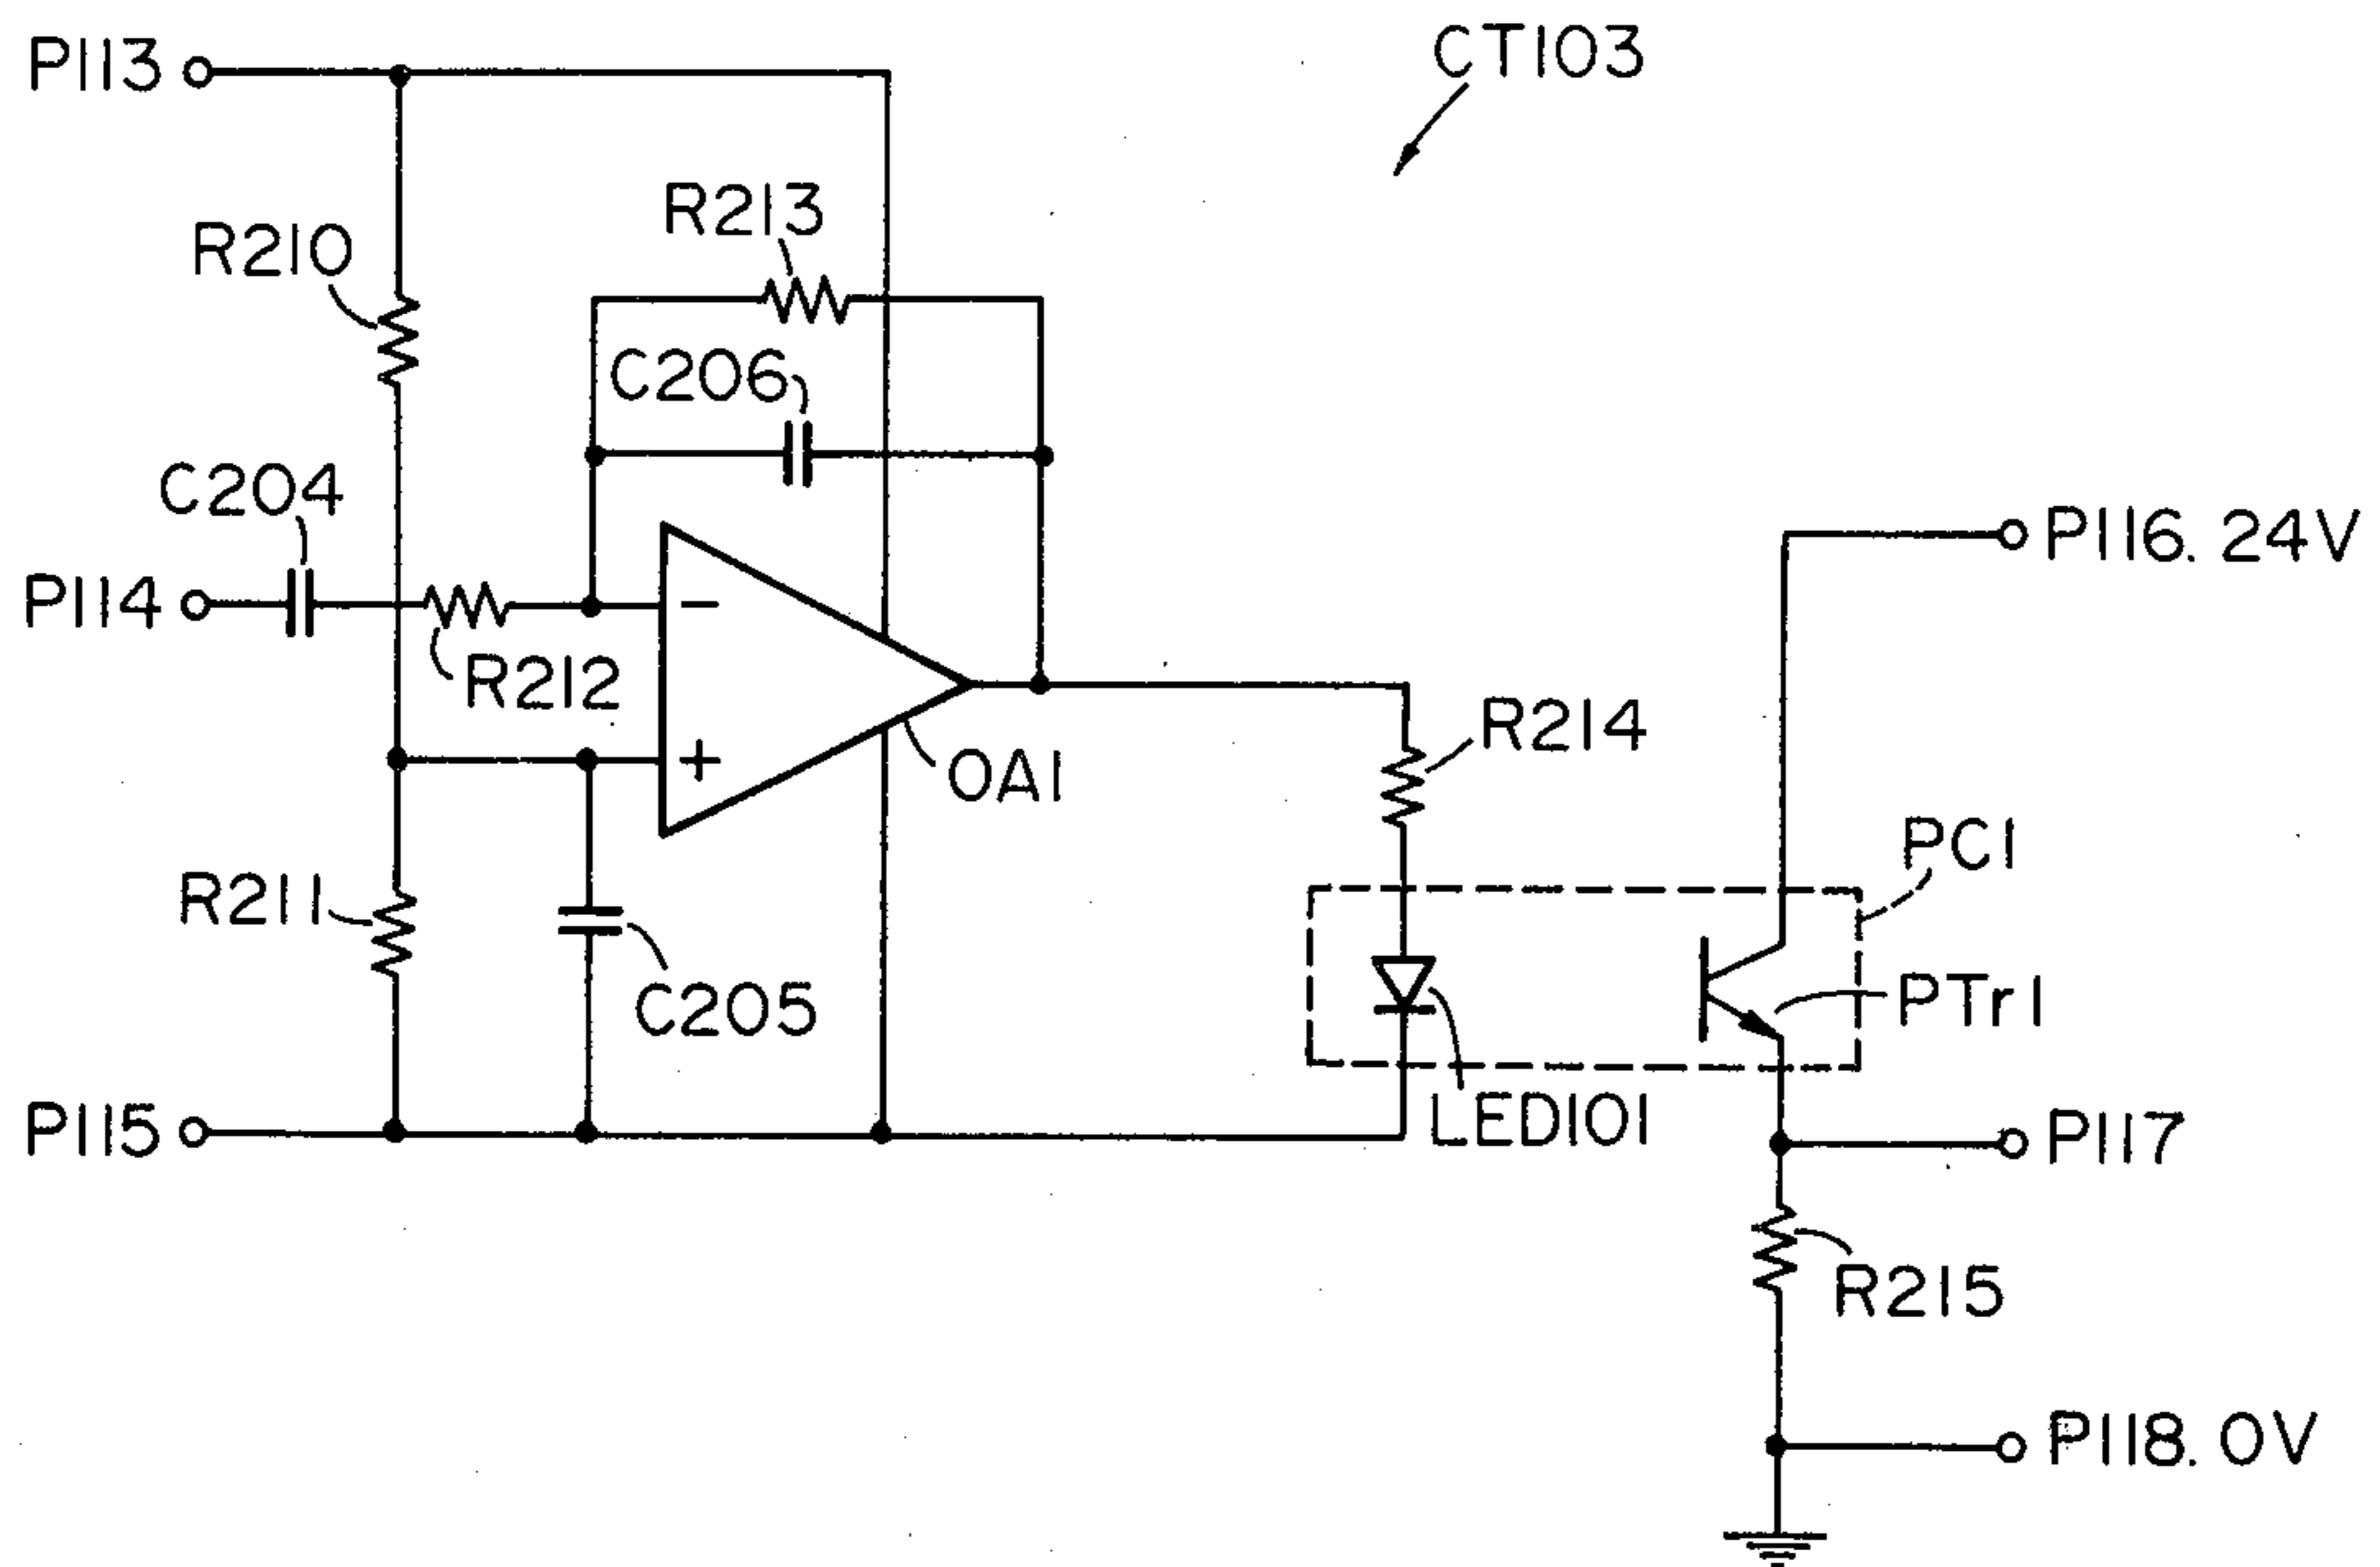 P113
CT103
R213
R210
C206
C204
P114
R212
−
+
OA1
P116. 24V
R214
PC1
R211
C205
PTr1
P115
LED101
P117
R215
P118. 0V